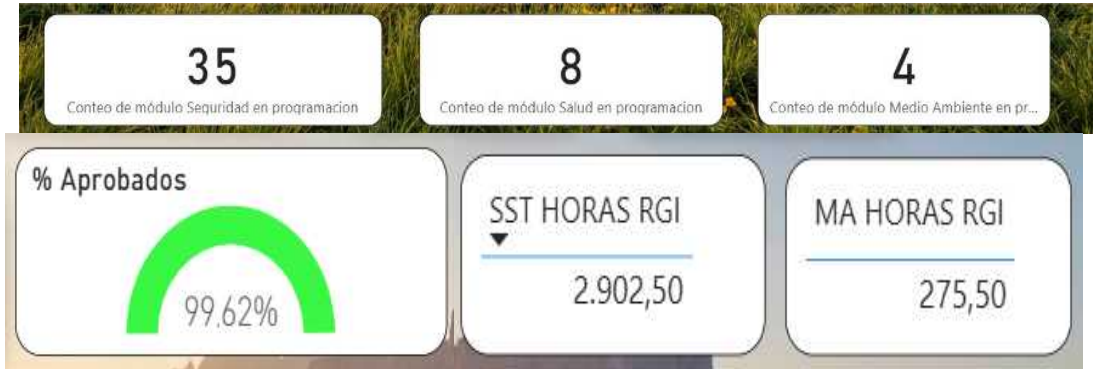 35
Conteo de módulo Seguridad en programacion
8
Conteo de módulo Salud en programacion
4
Conteo de módulo Medio Ambiente en pr...
% Aprobados
99,62%
SST HORAS RGI
2.902,50
MA HORAS RGI
275,50